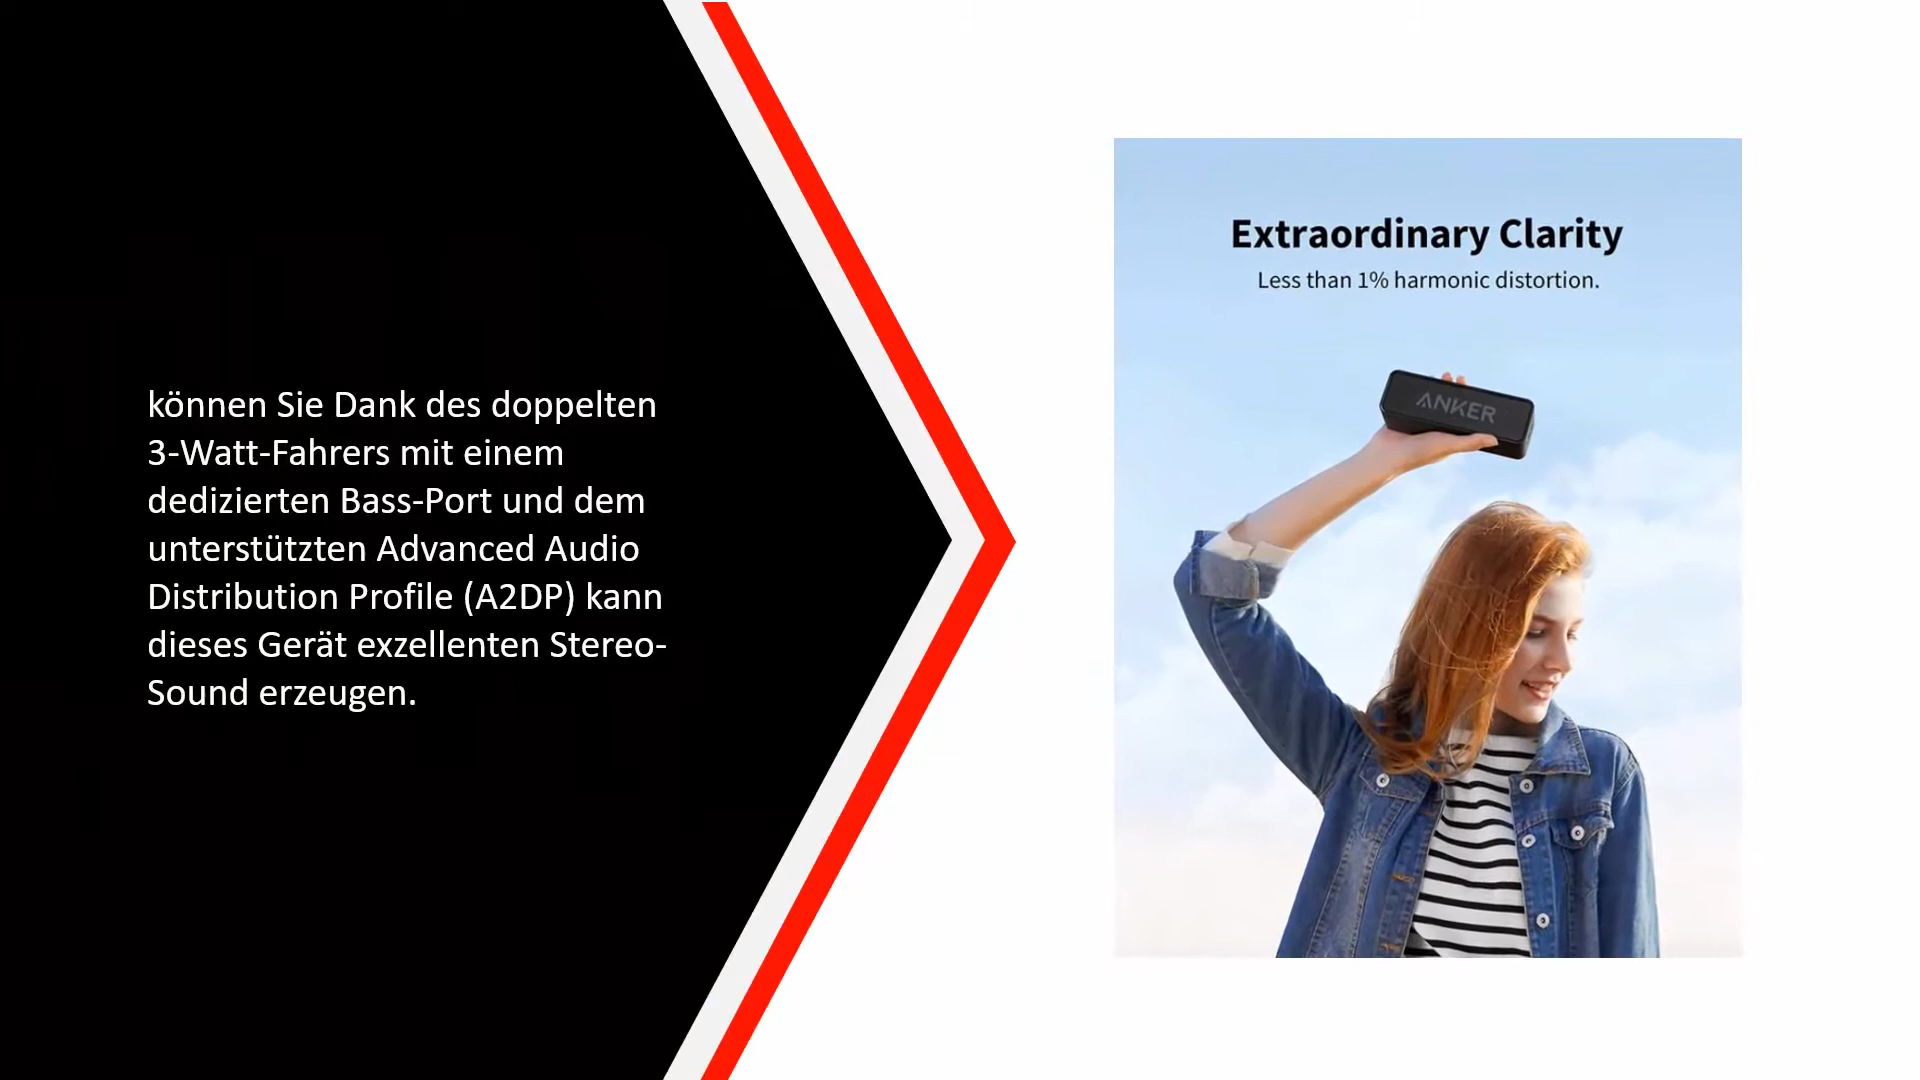 können Sie Dank des doppelten
3-Watt-Fahrers mit einem
dedizierten Bass-Port und dem
unterstützten Advanced Audio
Distribution Profile (A2DP) kann
dieses Gerät exzellenten Stereo-
Sound erzeugen.
Extraordinary Clarity
Less than 1% harmonic distortion.
ANKER